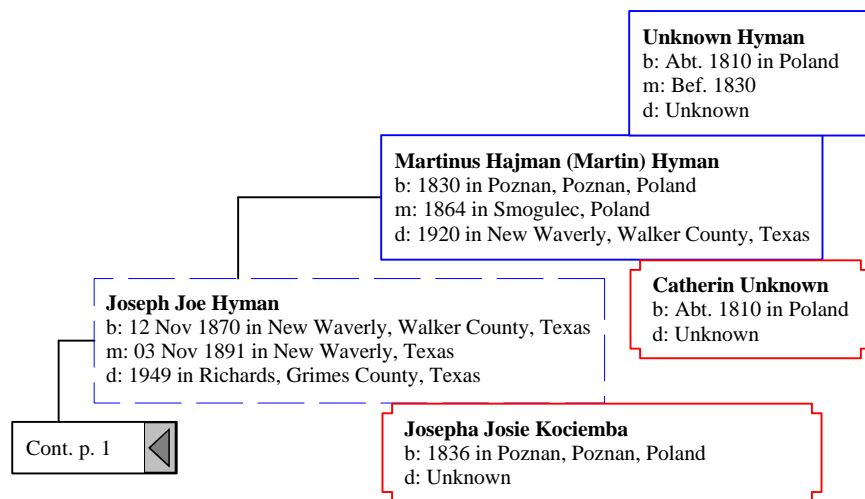 Unknown Hyman
b: Abt. 1810 in Poland
m: Bef. 1830
d: Unknown
Martinus Hajman (Martin) Hyman
b: 1830 in Poznan, Poznan, Poland
m: 1864 in Smogulec, Poland
d: 1920 in New Waverly, Walker County, Texas
Catherin Unknown
b: Abt. 1810 in Poland
d: Unknown
Joseph Joe Hyman
b: 12 Nov 1870 in New Waverly, Walker County, Texas
m: 03 Nov 1891 in New Waverly, Texas
d: 1949 in Richards, Grimes County, Texas
Josepha Josie Kociemba
b: 1836 in Poznan, Poznan, Poland
d: Unknown
Cont. p. 1